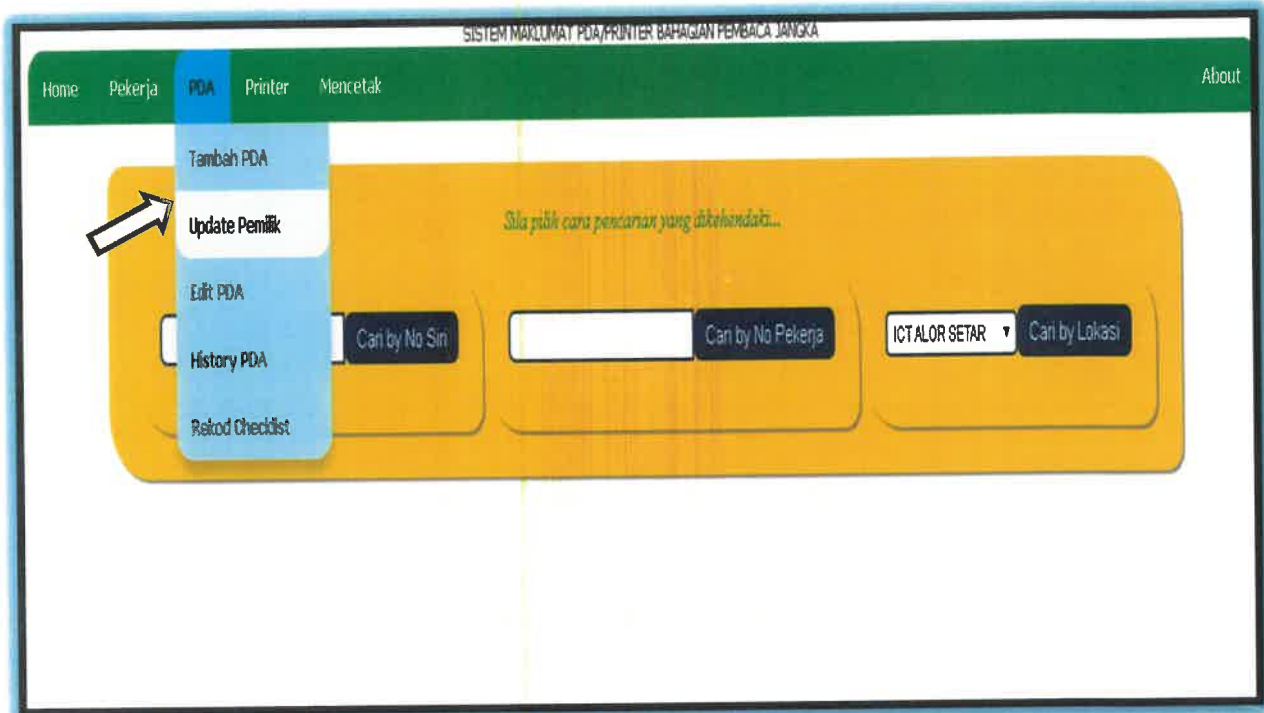 SISTEM MAKLUMAT PDA/PRINTER BAHAGIAN PEMBACA JANGKA
Home Pekerja PDA Printer Mencetak About
Tambah PDA
Update Pemilik
Sila pilih cara pencarian yang dikehendaki...
Edit PDA
Cari by No Siri Cari by No Pekerja ICT ALOR SETAR Cari by Lokasi
History PDA
Rekod Checklist